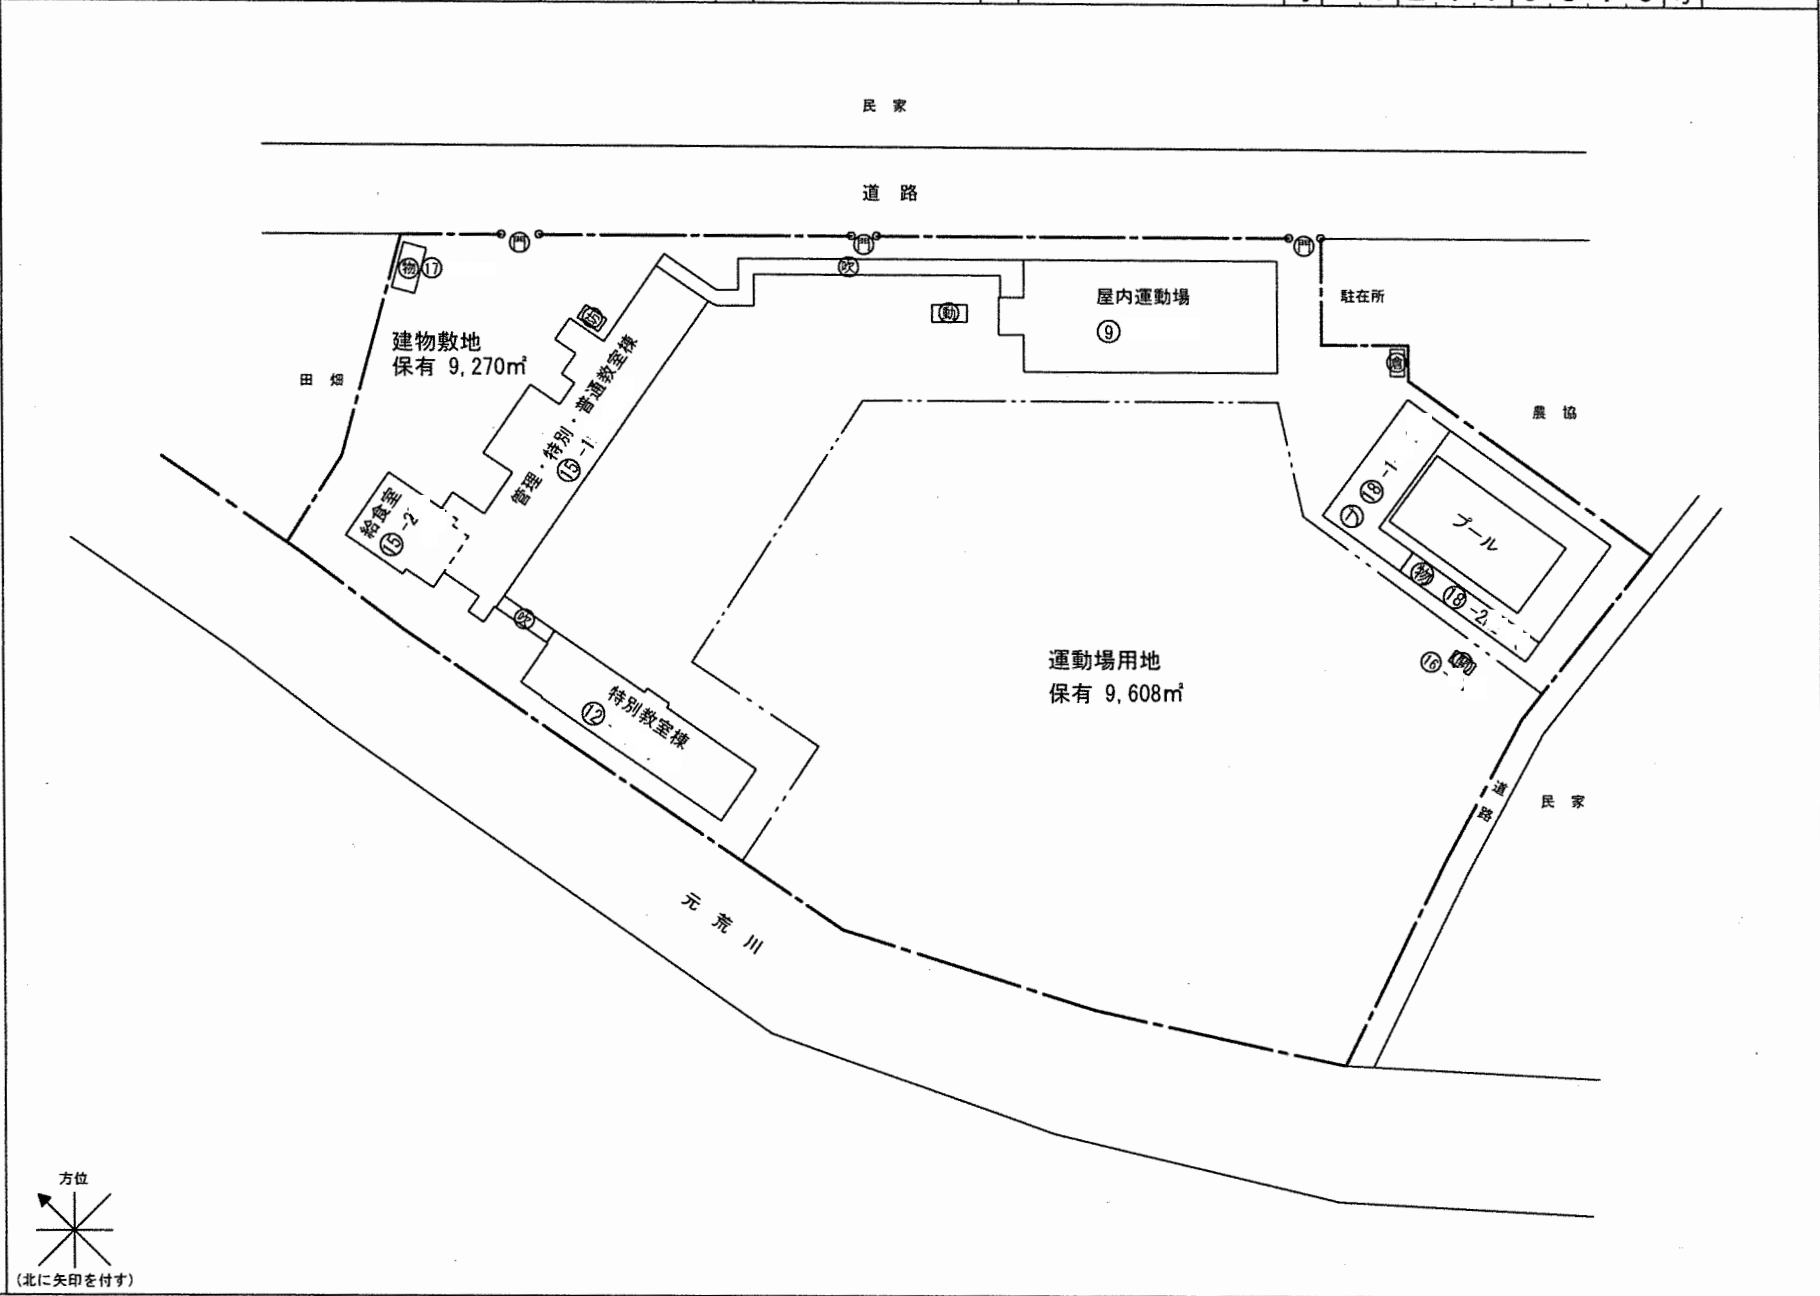 民 家
道 路
門
門
門
物 ⑰
吹
屋内運動場
⑨
駐在所
動
建物敷地
保有 9,270㎡
田 畑
倉
農 協
管理・特別・普通教室棟
⑮-1
給食室
⑮-2
⑱-1
プール
物 ⑱-2
吹
特別教室棟
⑫
運動場用地
保有 9,608㎡
⑯-
道路
民 家
元 荒 川
方位
(北に矢印を付す)